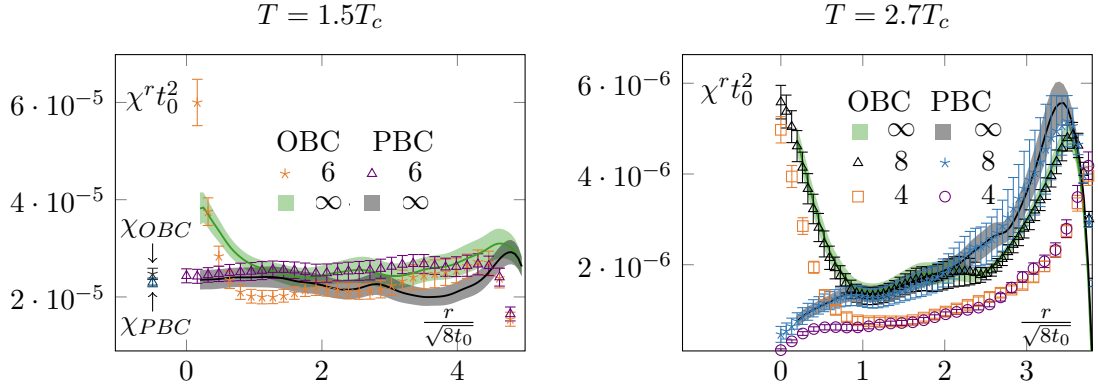 T = 1.5T_c
χ^r t_0^2
6 · 10^-5
4 · 10^-5
2 · 10^-5
OBC PBC
6 6
∞ ∞
χ_OBC
χ_PBC
r/√8t_0
0 2 4
T = 2.7T_c
χ^r t_0^2
6 · 10^-6
4 · 10^-6
2 · 10^-6
OBC PBC
∞ ∞
8 8
4 4
r/√8t_0
0 1 2 3